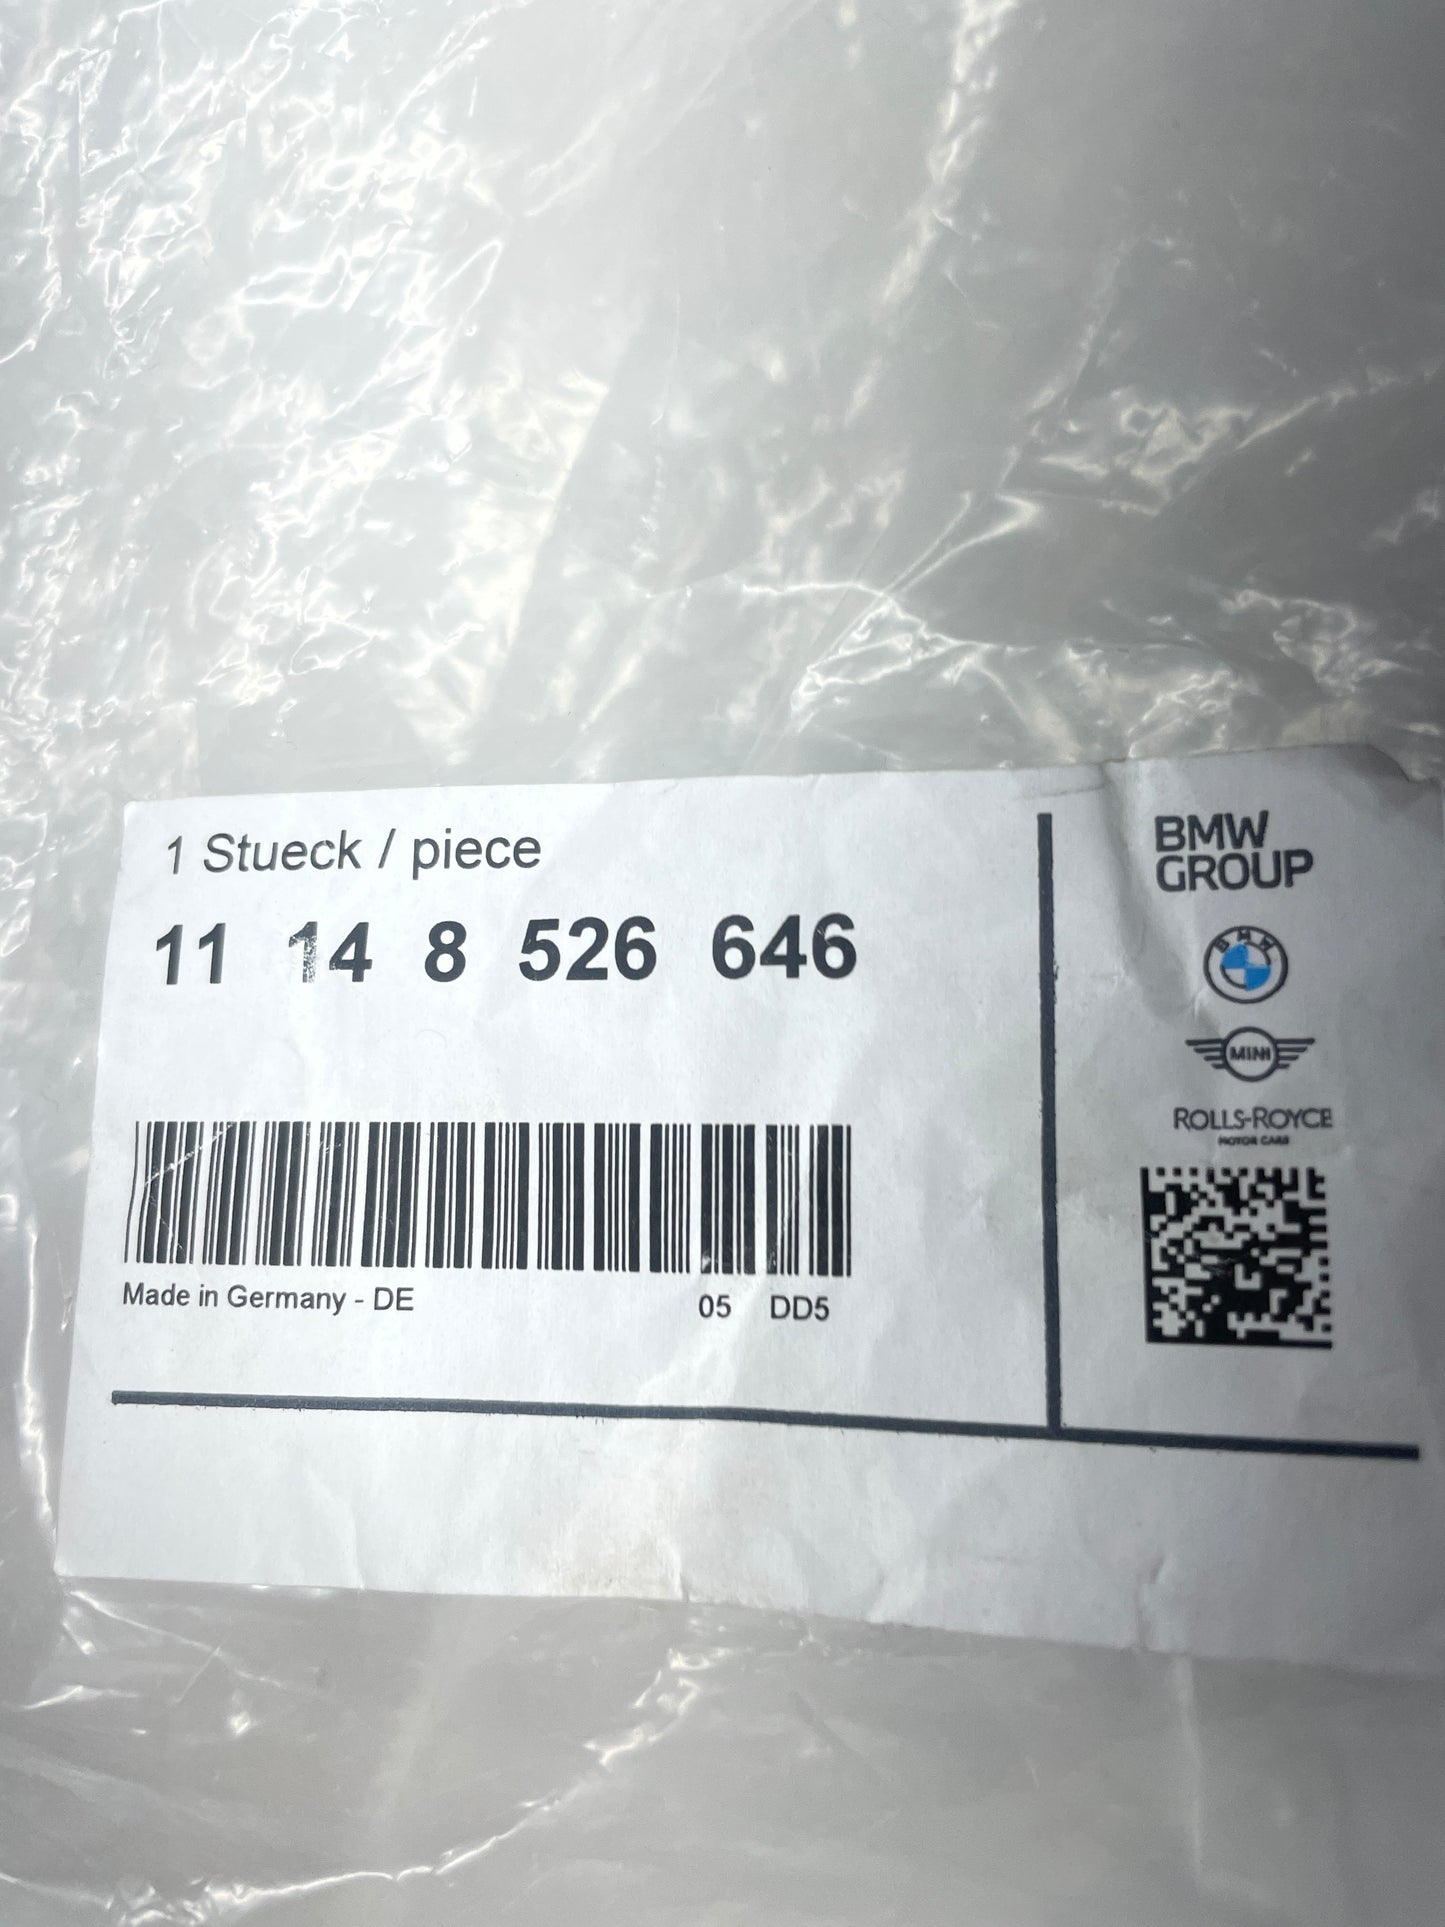 1 Stueck / piece
11 14 8 526 646
Made in Germany - DE
05 DD5
BMW
GROUP
BMW
MINI
ROLLS-ROYCE
MOTOR CARS